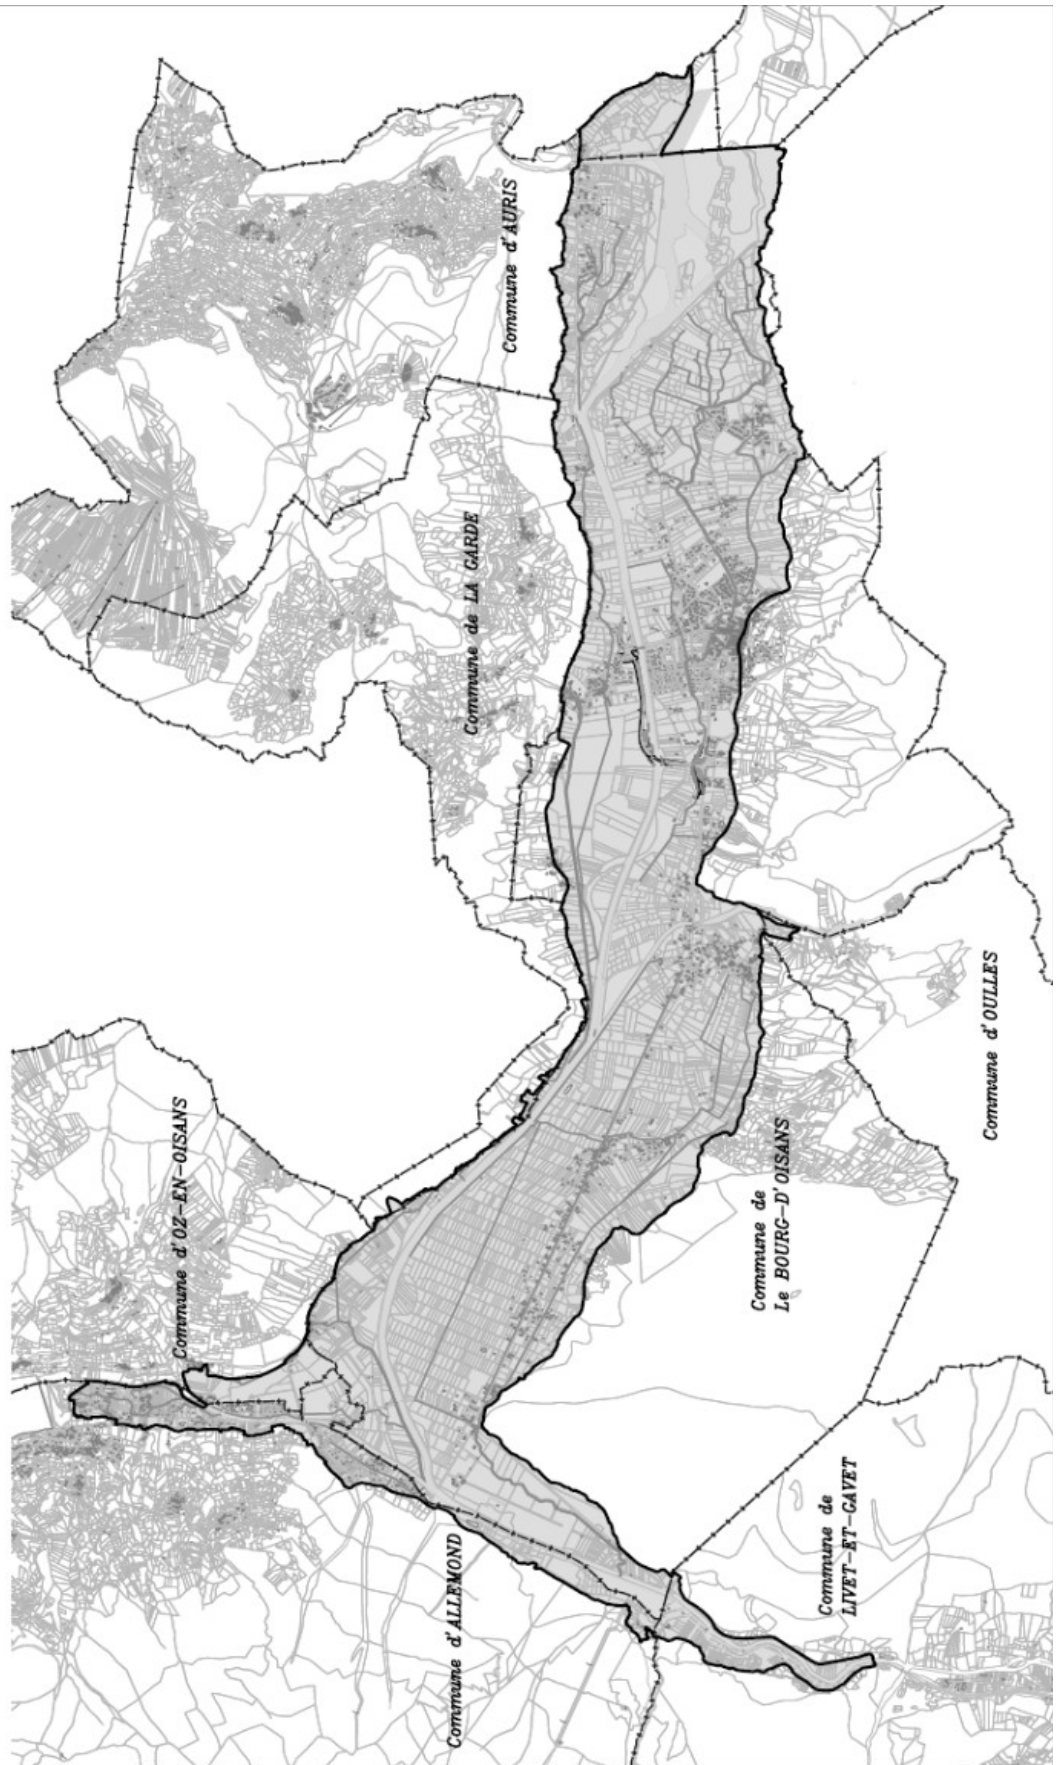 Commune d'AURIS
Commune de LA GARDE
Commune d'OULLES
Commune d'OZ-EN-OISANS
Commune de
Le BOURG-D'OISANS
Commune de
LIVET-ET-GAVET
Commune d'ALLEMOND